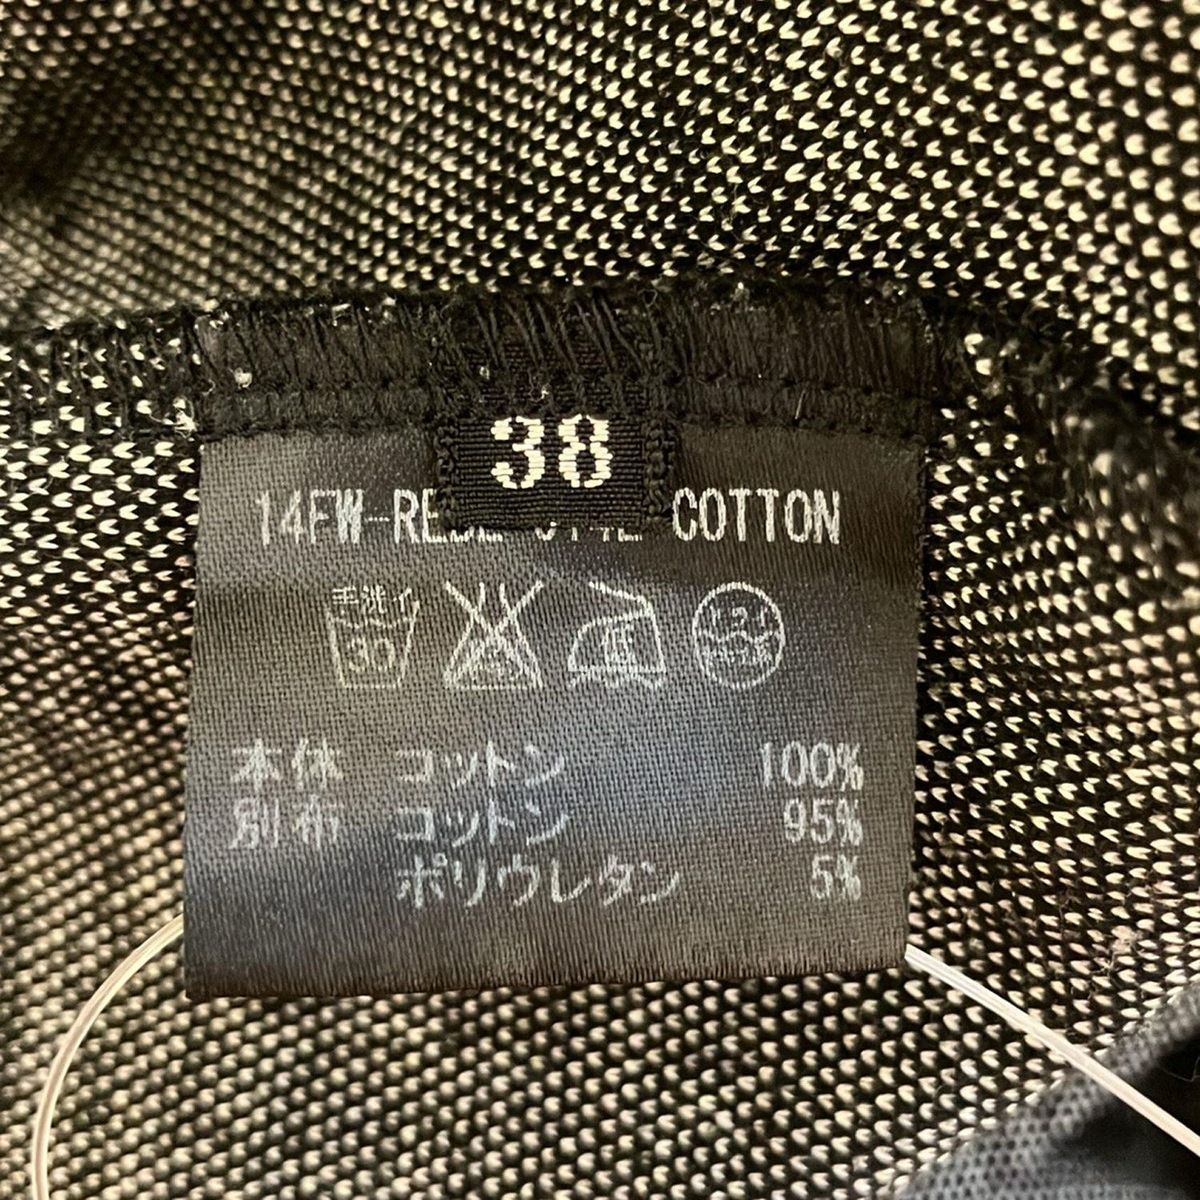 38
14FW COTTON
手洗イ
30
本体 コットン 100%
別布 コットン 95%
ポリウレタン 5%